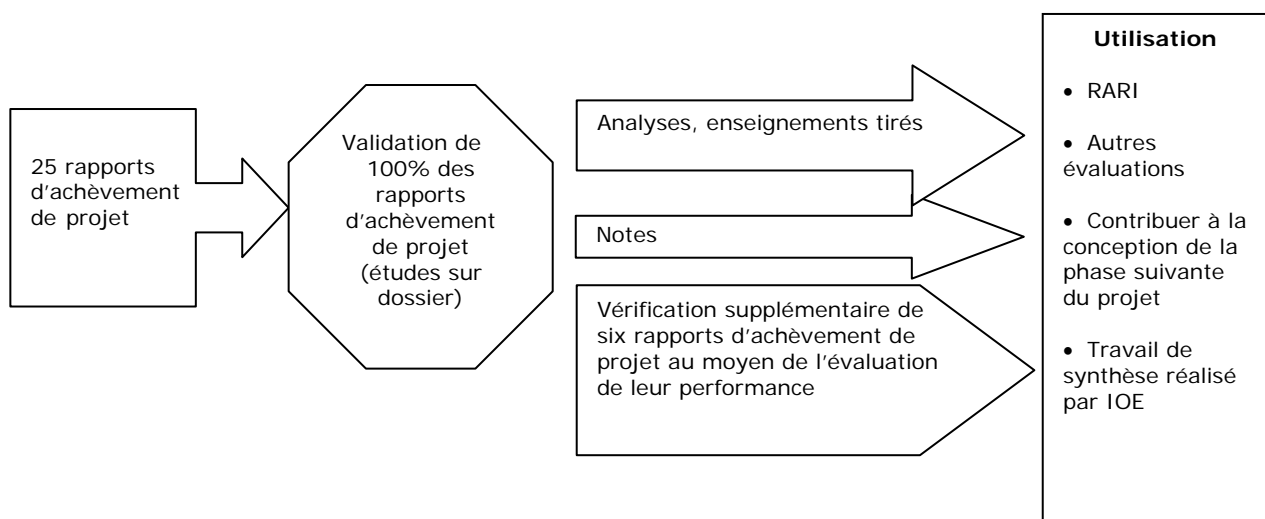 25 rapports
d'achèvement
de projet
Validation de
100% des
rapports
d'achèvement
de projet
(études sur
dossier)
Analyses, enseignements tirés
Notes
Vérification supplémentaire de
six rapports d'achèvement de
projet au moyen de l'évaluation
de leur performance
Utilisation
• RARI
• Autres
évaluations
• Contribuer à la
conception de la
phase suivante
du projet
• Travail de
synthèse réalisé
par IOE